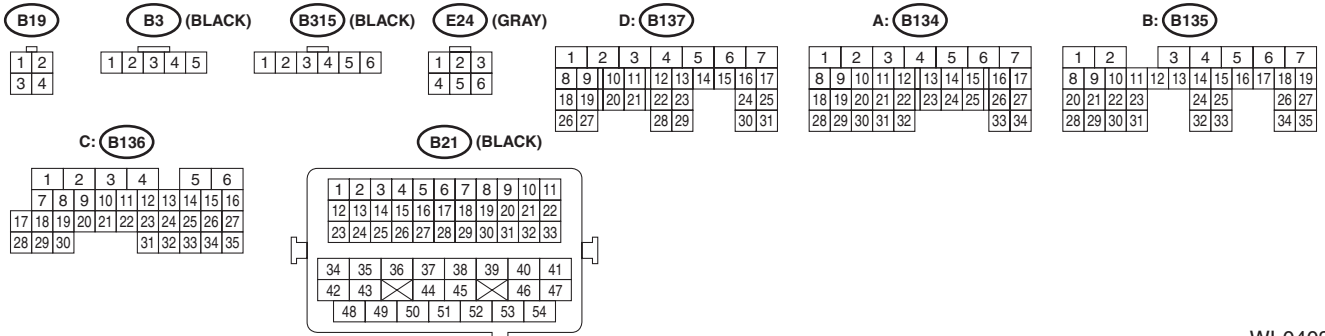 B19 B3 (BLACK) B315 (BLACK) E24 (GRAY) D: B137 A: B134 B: B135
1 2
3 4
1 2 3 4 5
1 2 3 4 5 6
1 2 3
4 5 6
1 2 3 4 5 6 7
8 9 10 11 12 13 14 15 16 17
18 19 20 21 22 23 24 25
26 27 28 29 30 31
1 2 3 4 5 6 7
8 9 10 11 12 13 14 15 16 17
18 19 20 21 22 23 24 25 26 27
28 29 30 31 32 33 34
1 2 3 4 5 6 7
8 9 10 11 12 13 14 15 16 17 18 19
20 21 22 23 24 25 26 27
28 29 30 31 32 33 34 35
C: B136
1 2 3 4 5 6
7 8 9 10 11 12 13 14 15 16
17 18 19 20 21 22 23 24 25 26 27
28 29 30 31 32 33 34 35
B21 (BLACK)
1 2 3 4 5 6 7 8 9 10 11
12 13 14 15 16 17 18 19 20 21 22
23 24 25 26 27 28 29 30 31 32 33
34 35 36 37 38 39 40 41
42 43 44 45 46 47
48 49 50 51 52 53 54